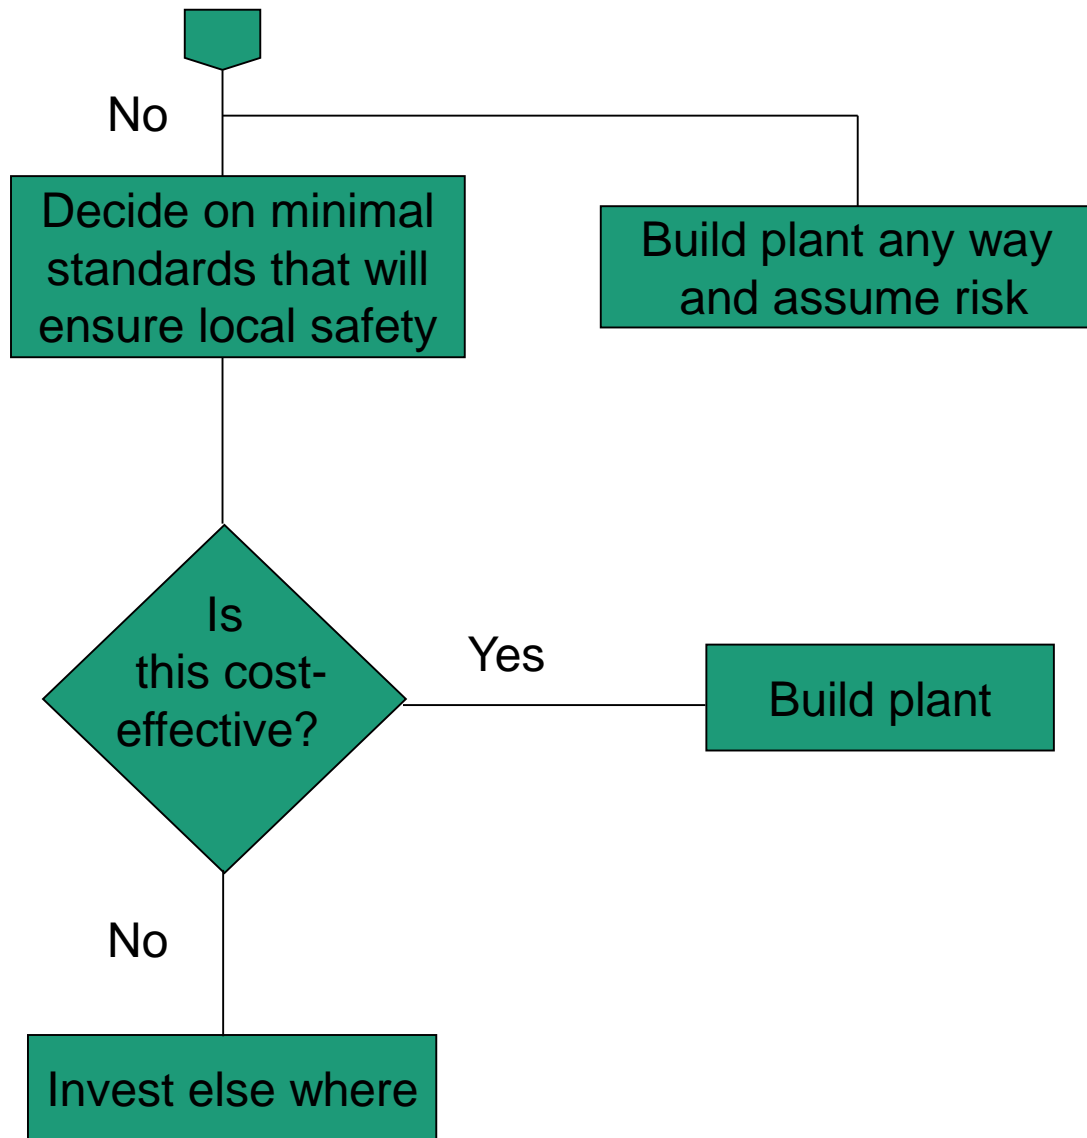 No
Decide on minimal
standards that will
ensure local safety
Build plant any way
and assume risk
Is
this cost-
effective?
Yes
Build plant
No
Invest else where